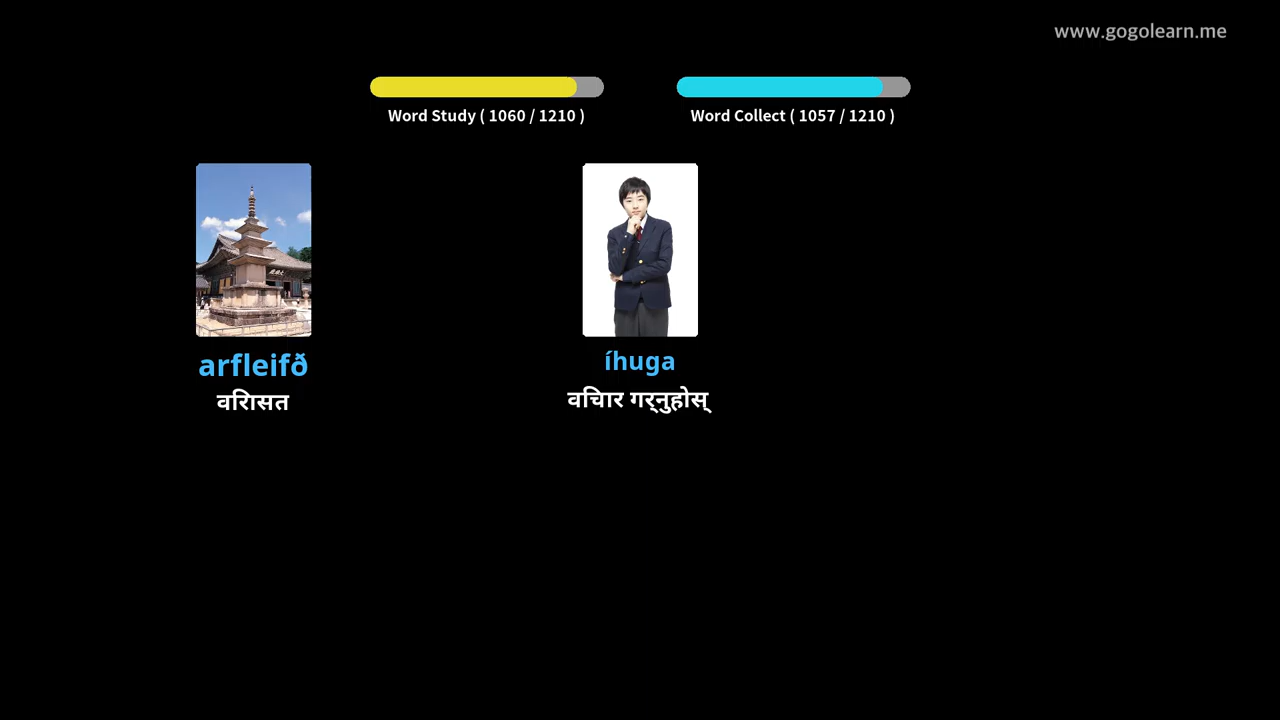 www.gogolearn.me
Word Study ( 1060 / 1210 )
Word Collect ( 1057 / 1210 )
arfleifð
विरासत
íhuga
विचार गर्नुहोस्